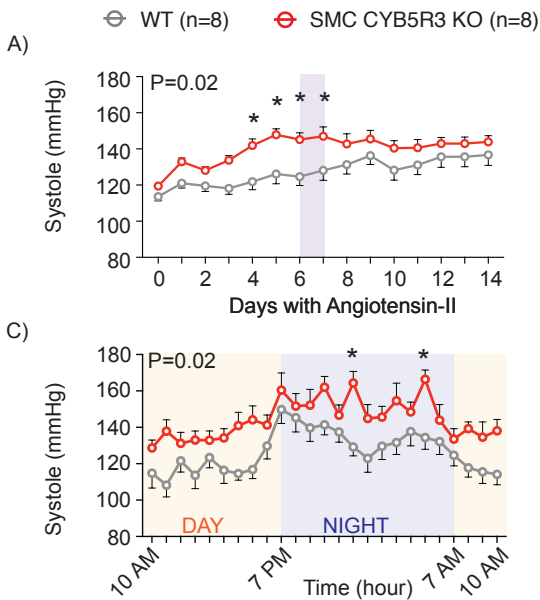 WT (n=8) SMC CYB5R3 KO (n=8)
A)
P=0.02
* * * *
Systole (mmHg)
180
160
140
120
100
80
0 2 4 6 8 10 12 14
Days with Angiotensin-II
C)
P=0.02
* *
Systole (mmHg)
180
160
140
120
100
80
DAY NIGHT
10 AM 7 PM 7 AM 10 AM
Time (hour)